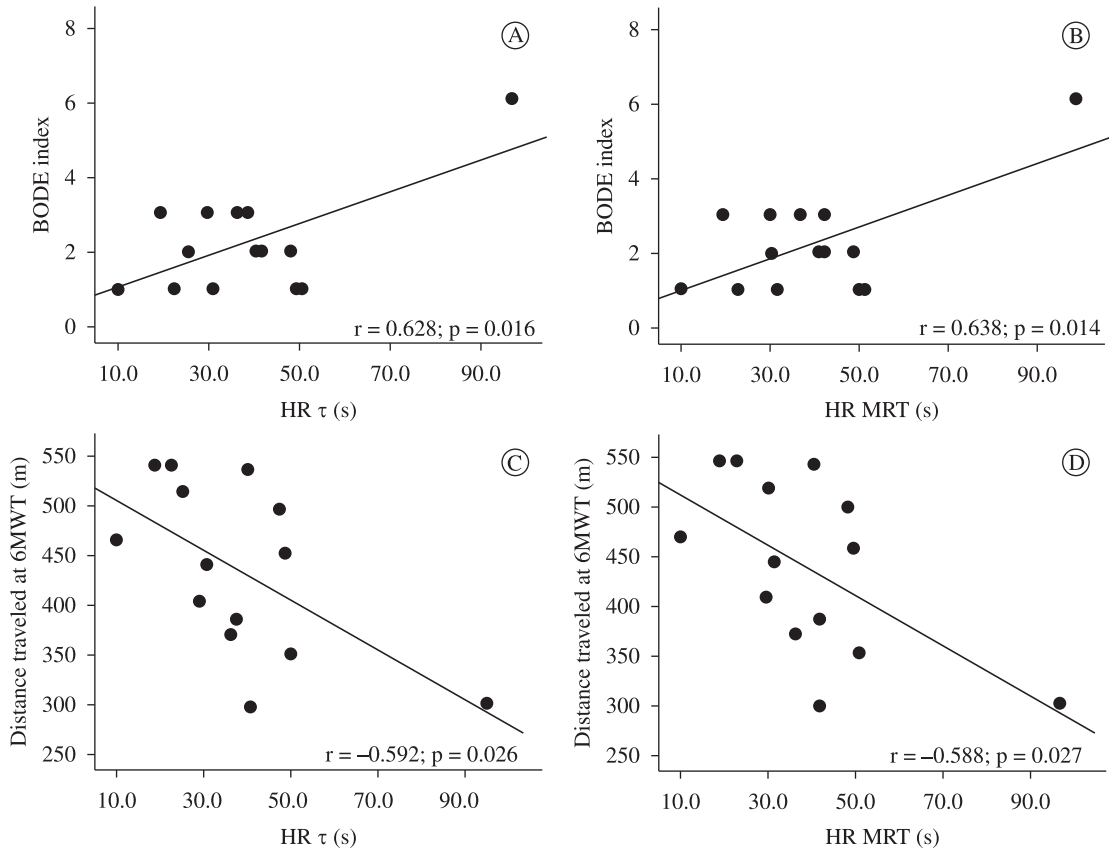 A
BODE index
8
6
4
2
0
r = 0.628; p = 0.016
10.0 30.0 50.0 70.0 90.0
HR τ (s)
B
BODE index
8
6
4
2
0
r = 0.638; p = 0.014
10.0 30.0 50.0 70.0 90.0
HR MRT (s)
C
Distance traveled at 6MWT (m)
550
500
450
400
350
300
250
r = –0.592; p = 0.026
10.0 30.0 50.0 70.0 90.0
HR τ (s)
D
Distance traveled at 6MWT (m)
550
500
450
400
350
300
250
r = –0.588; p = 0.027
10.0 30.0 50.0 70.0 90.0
HR MRT (s)